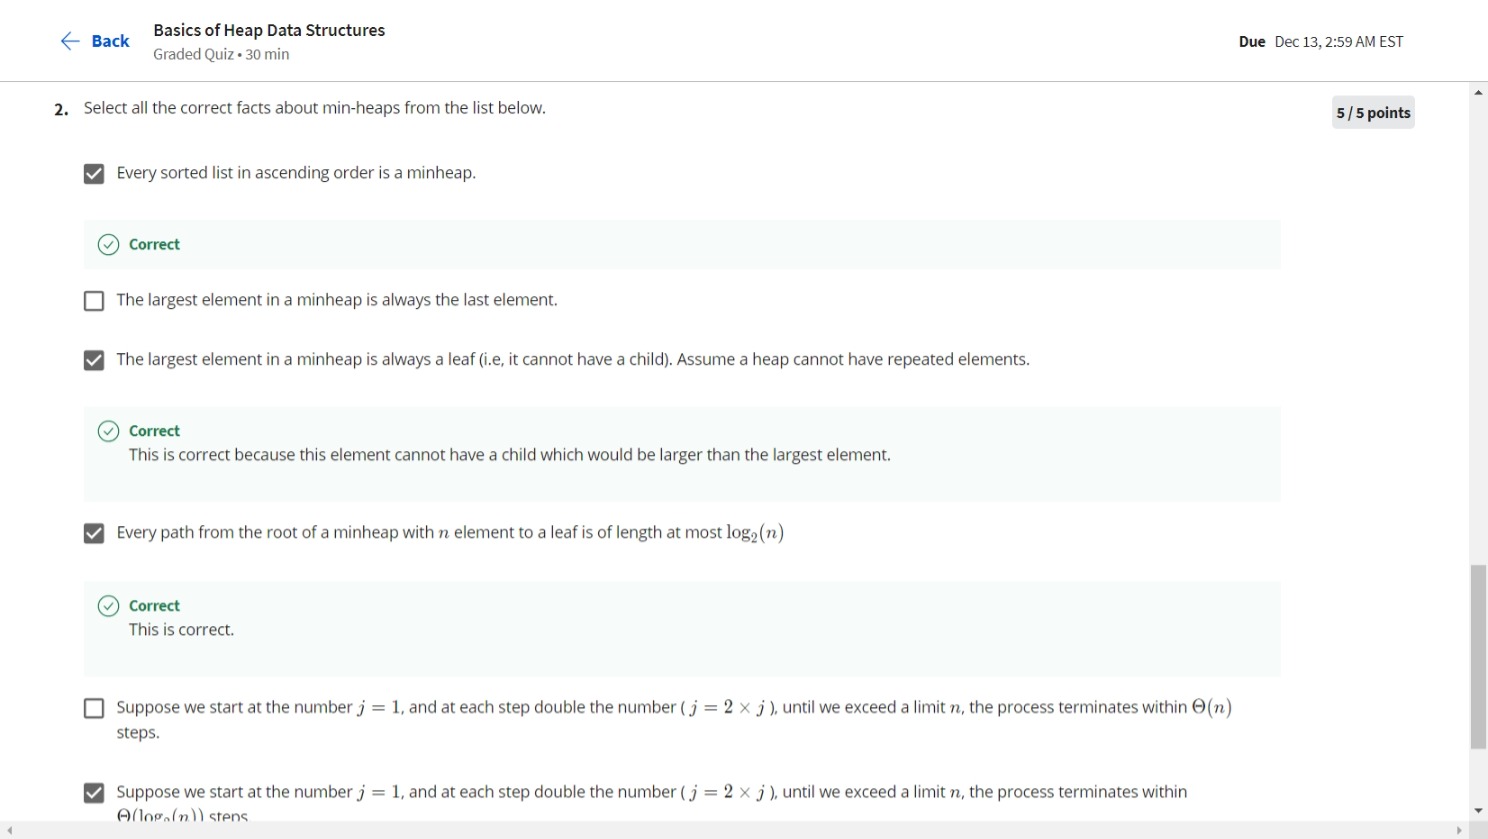 Back
Basics of Heap Data Structures
Graded Quiz • 30 min
Due Dec 13, 2:59 AM EST
2. Select all the correct facts about min-heaps from the list below.
5 / 5 points
Every sorted list in ascending order is a minheap.
Correct
The largest element in a minheap is always the last element.
The largest element in a minheap is always a leaf (i.e, it cannot have a child). Assume a heap cannot have repeated elements.
Correct
This is correct because this element cannot have a child which would be larger than the largest element.
Every path from the root of a minheap with n element to a leaf is of length at most log₂(n)
Correct
This is correct.
Suppose we start at the number j = 1, and at each step double the number ( j = 2 × j ), until we exceed a limit n, the process terminates within Θ(n)
steps.
Suppose we start at the number j = 1, and at each step double the number ( j = 2 × j ), until we exceed a limit n, the process terminates within
Θ(log₂(n)) steps